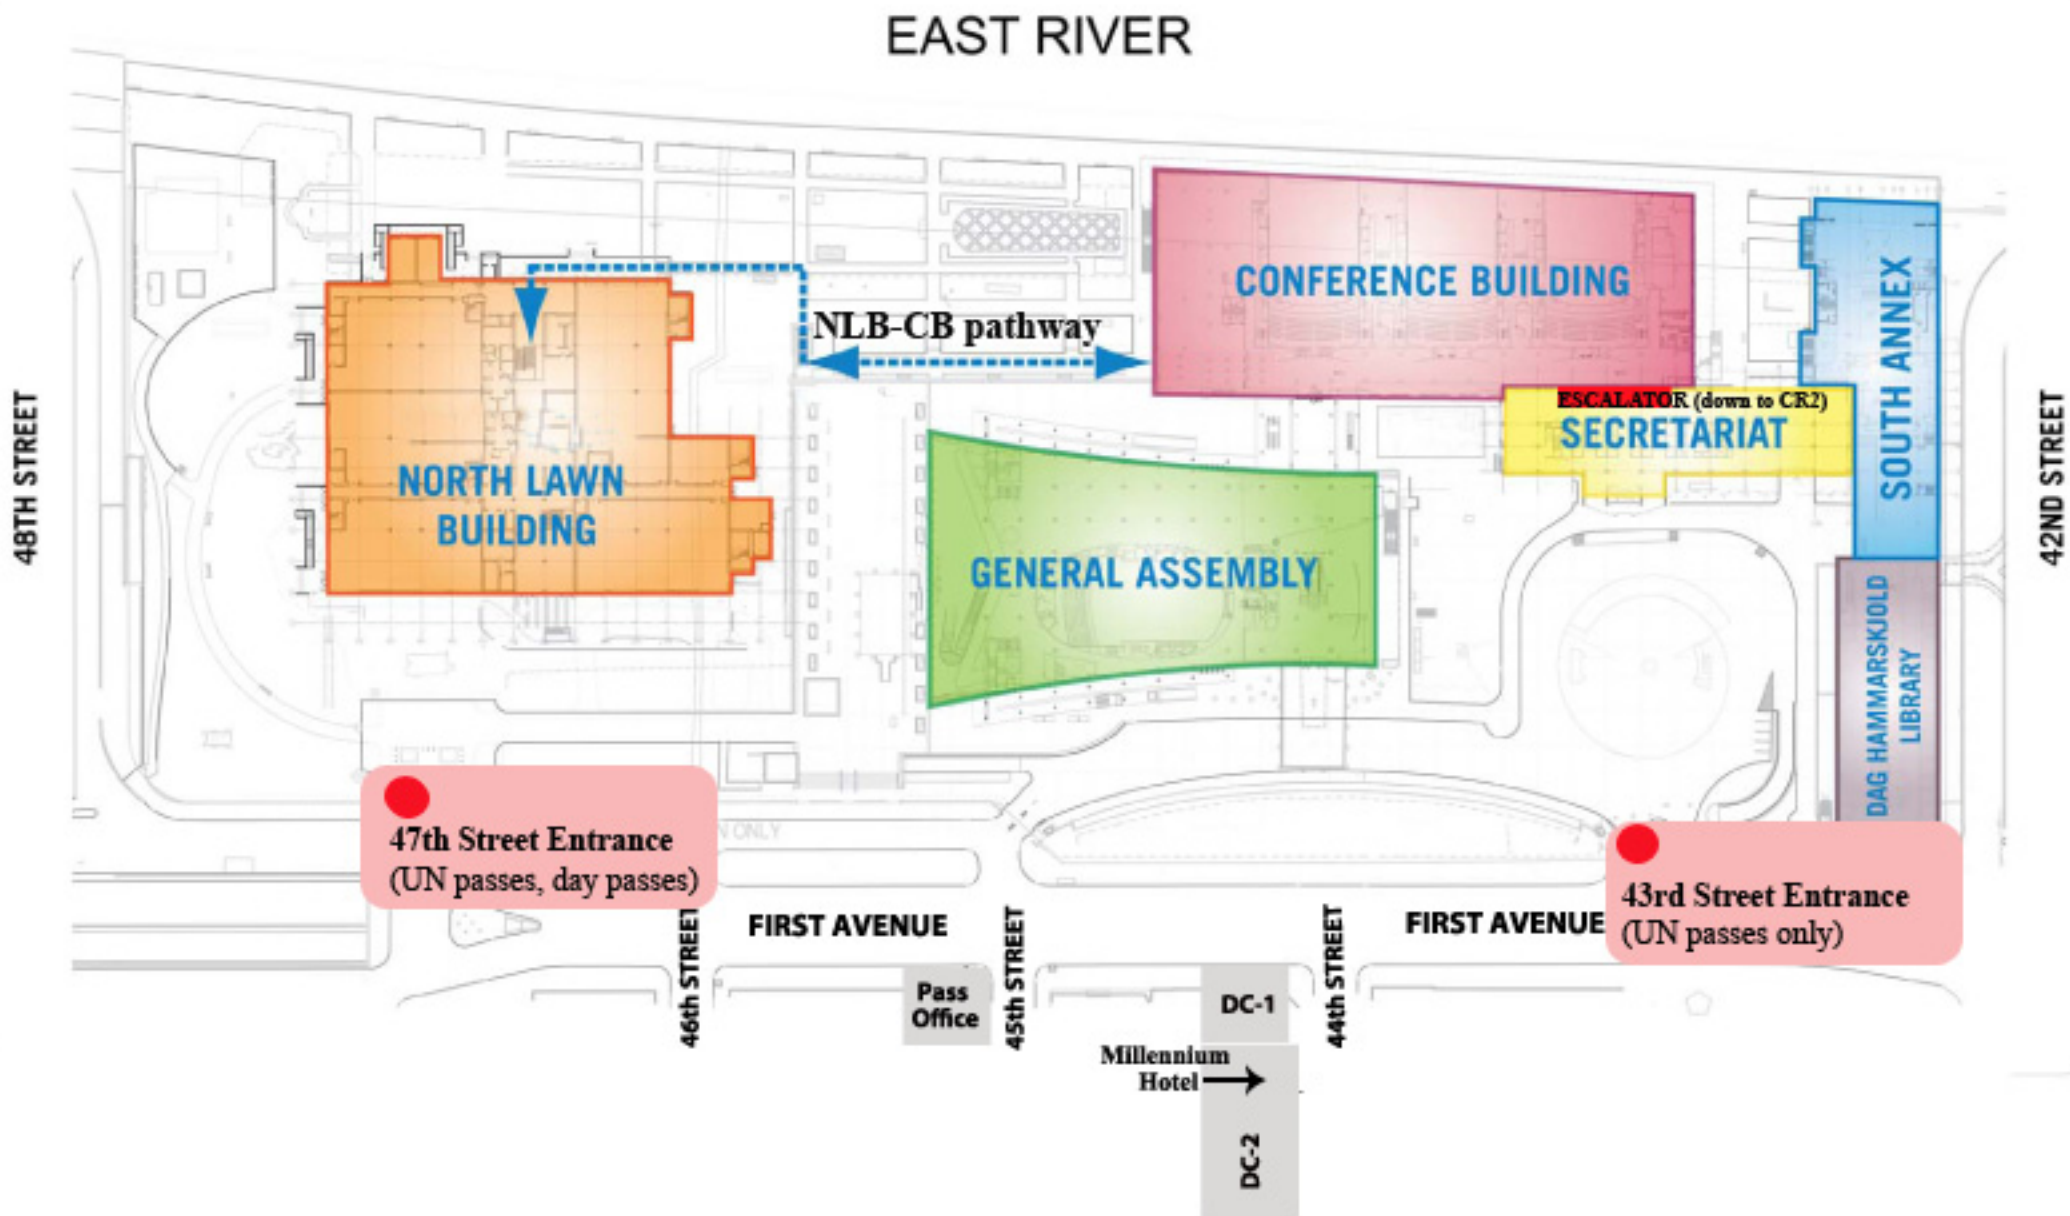 EAST RIVER
48TH STREET
NORTH LAWN
BUILDING
NLB-CB pathway
CONFERENCE BUILDING
ESCALATOR (down to CR2)
SECRETARIAT
SOUTH ANNEX
42ND STREET
GENERAL ASSEMBLY
DAG HAMMARSKJOLD
LIBRARY
47th Street Entrance
(UN passes, day passes)
N ONLY
43rd Street Entrance
(UN passes only)
46th STREET
FIRST AVENUE
45th STREET
44th STREET
FIRST AVENUE
Pass
Office
DC-1
Millennium
Hotel
DC-2